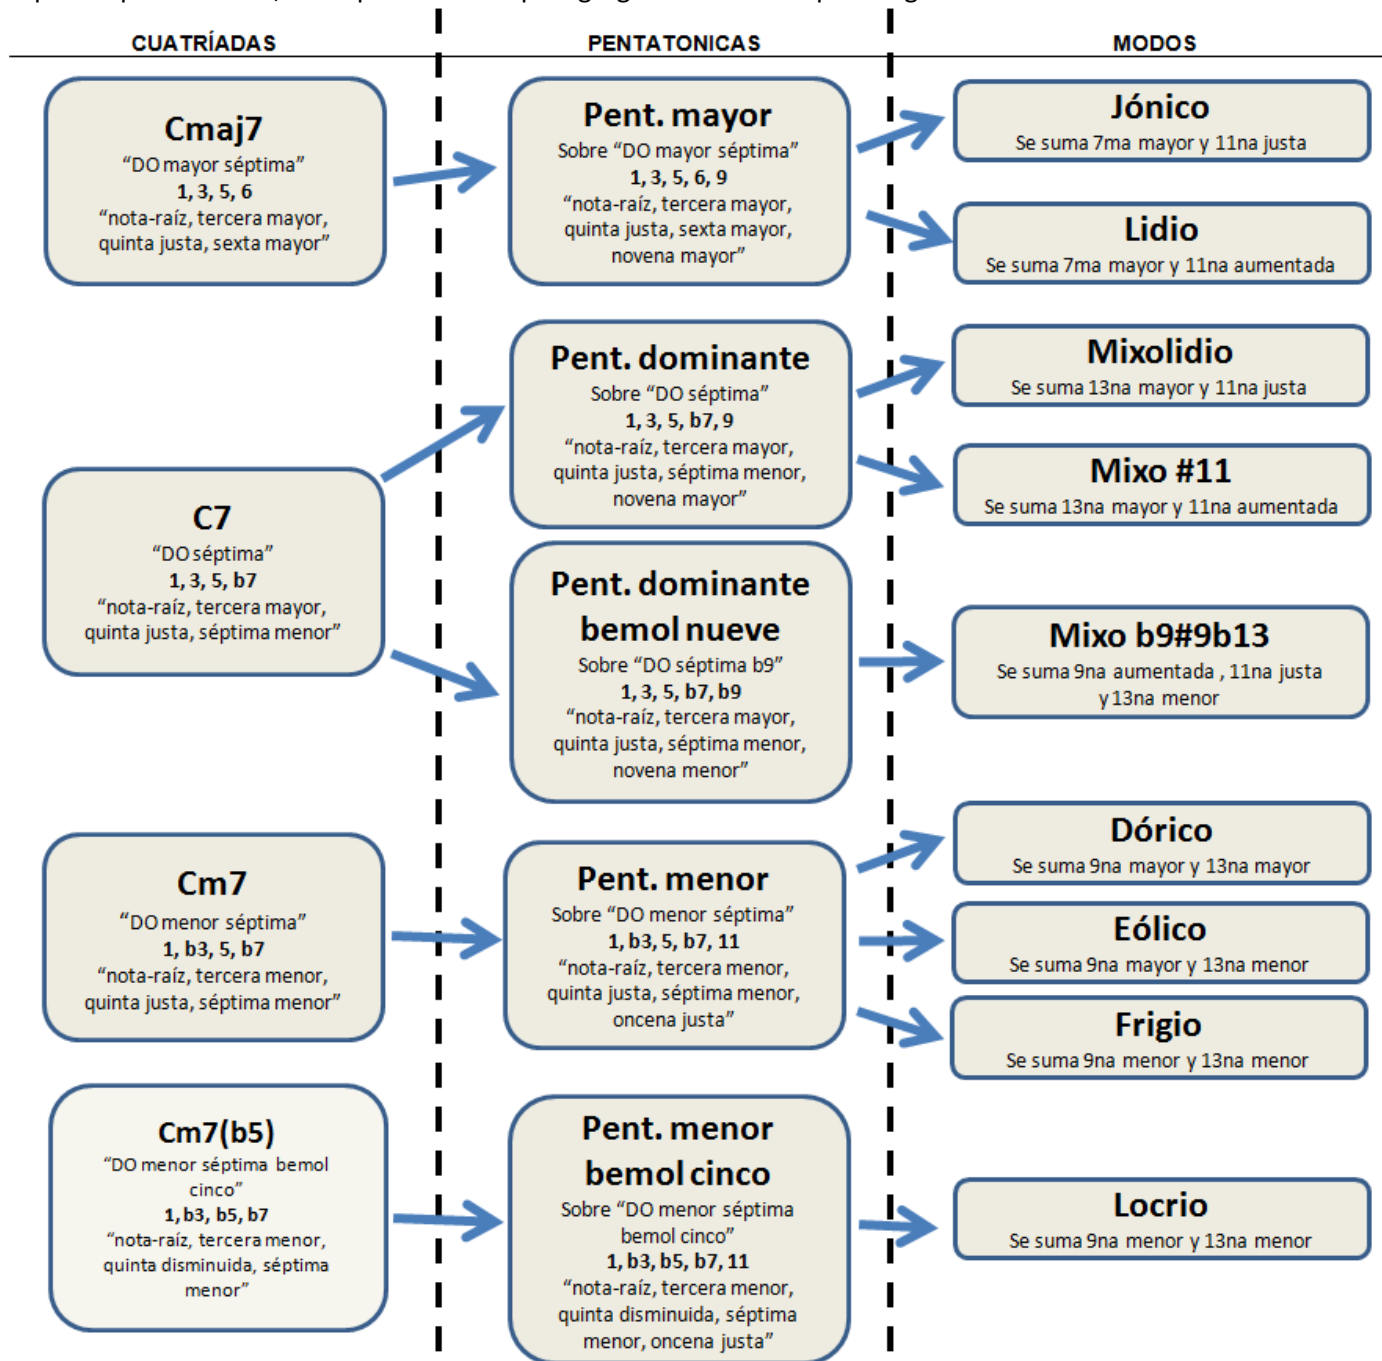 CUATRÍADAS
PENTATONICAS
MODOS
Cmaj7
“DO mayor séptima”
1, 3, 5, 6
“nota-raíz, tercera mayor,
quinta justa, sexta mayor”
Pent. mayor
Sobre “DO mayor séptima”
1, 3, 5, 6, 9
“nota-raíz, tercera mayor,
quinta justa, sexta mayor,
novena mayor”
Jónico
Se suma 7ma mayor y 11na justa
Lidio
Se suma 7ma mayor y 11na aumentada
C7
“DO séptima”
1, 3, 5, b7
“nota-raíz, tercera mayor,
quinta justa, séptima menor”
Pent. dominante
Sobre “DO séptima”
1, 3, 5, b7, 9
“nota-raíz, tercera mayor,
quinta justa, séptima menor,
novena mayor”
Mixolidio
Se suma 13na mayor y 11na justa
Mixo #11
Se suma 13na mayor y 11na aumentada
Pent. dominante
bemol nueve
Sobre “DO séptima b9”
1, 3, 5, b7, b9
“nota-raíz, tercera mayor,
quinta justa, séptima menor,
novena menor”
Mixo b9#9b13
Se suma 9na aumentada , 11na justa
y 13na menor
Cm7
“DO menor séptima”
1, b3, 5, b7
“nota-raíz, tercera menor,
quinta justa, séptima menor”
Pent. menor
Sobre “DO menor séptima”
1, b3, 5, b7, 11
“nota-raíz, tercera menor,
quinta justa, séptima menor,
oncena justa”
Dórico
Se suma 9na mayor y 13na mayor
Eólico
Se suma 9na mayor y 13na menor
Frigio
Se suma 9na menor y 13na menor
Cm7(b5)
“DO menor séptima bemol
cinco”
1, b3, b5, b7
“nota-raíz, tercera menor,
quinta disminuida, séptima
menor”
Pent. menor
bemol cinco
Sobre “DO menor séptima
bemol cinco”
1, b3, b5, b7, 11
“nota-raíz, tercera menor,
quinta disminuida, séptima
menor, oncena justa”
Locrio
Se suma 9na menor y 13na menor